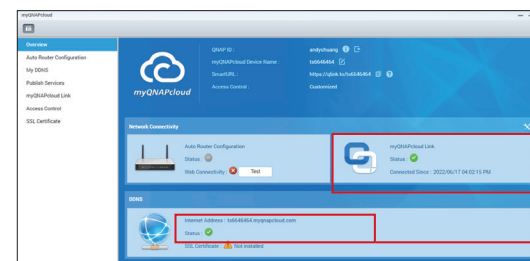 myQNAPcloud
Overview
Auto Router Configuration
My DDNS
Publish Services
myQNAPcloud Link
Access Control
SSL Certificate
myQNAPcloud
QNAP ID : andychuang
myQNAPcloud Device Name : ts6646464
SmartURL : https://qlink.to/ts6646464
Access Control : Customized
Network Connectivity
Auto Router Configuration
Status :
Web Connectivity : Test
myQNAPcloud Link
Status :
Connected Since : 2022/06/17 04:02:15 PM
DDNS
Internet Address : ts6646464.myqnapcloud.com
Status :
SSL Certificate : Not installed